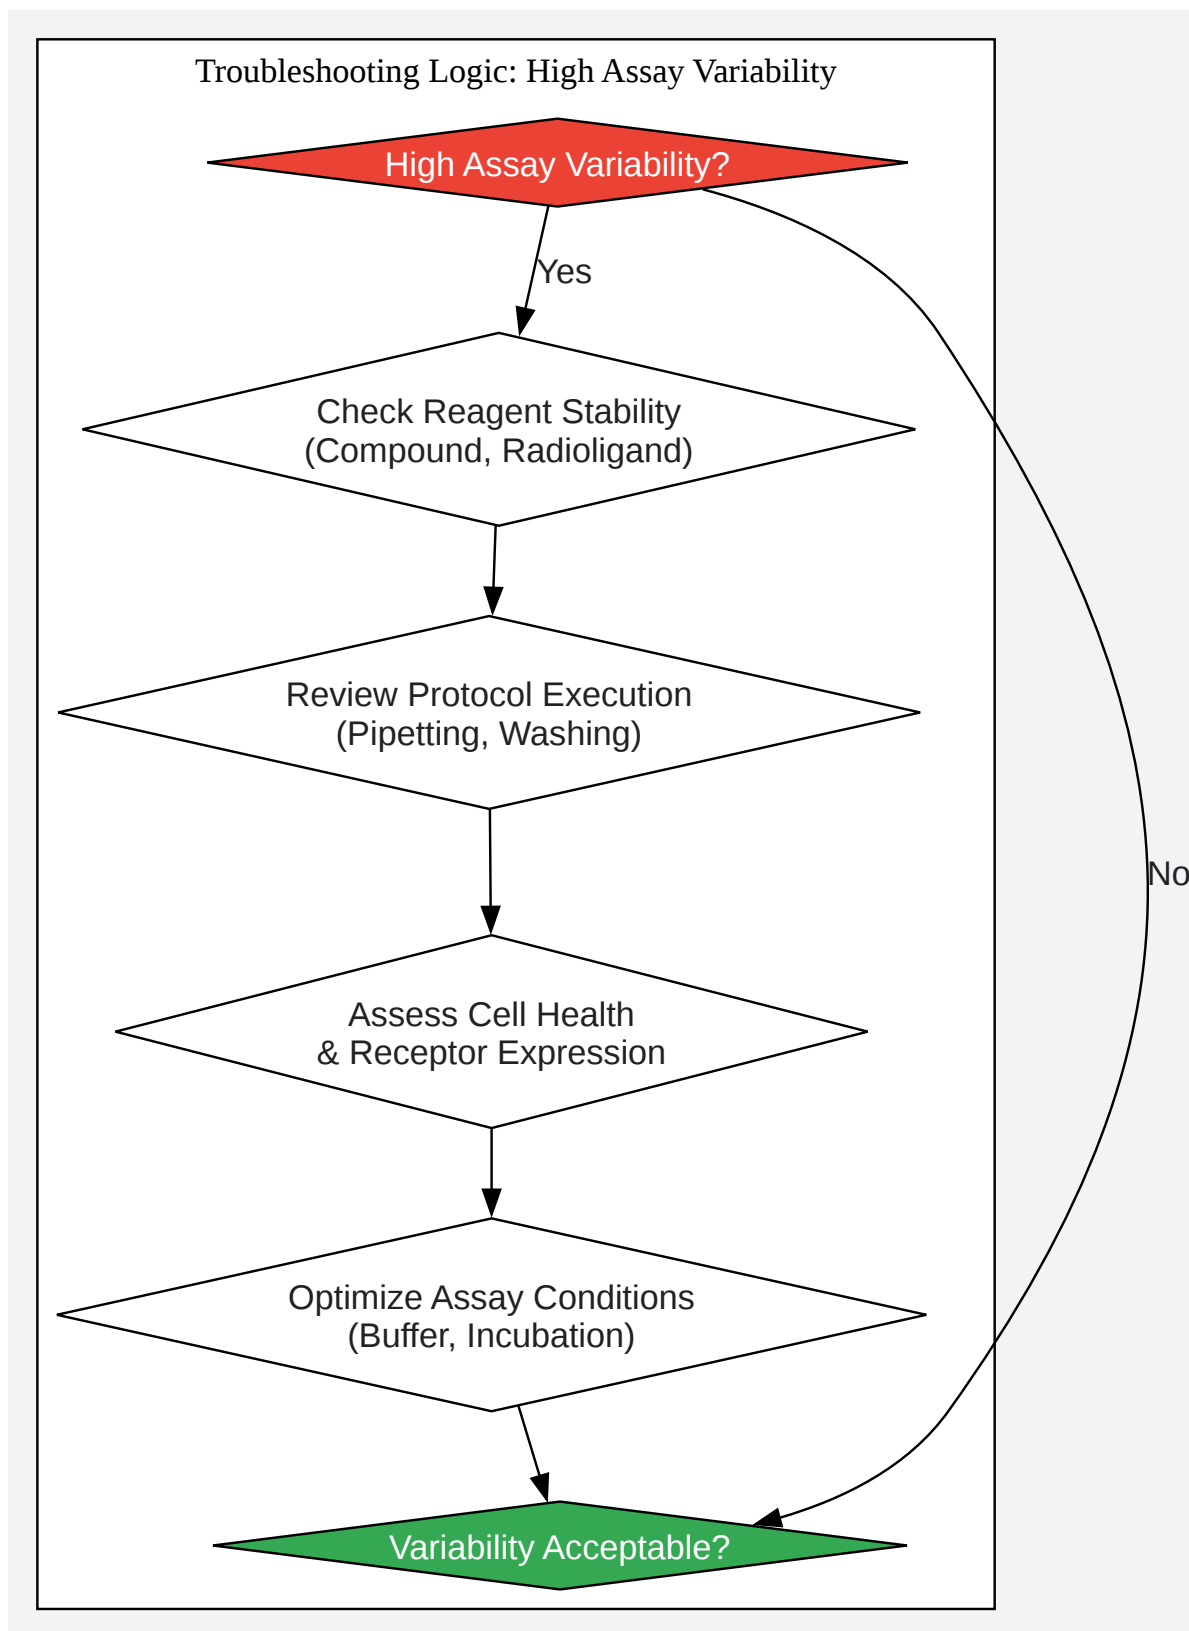 Troubleshooting Logic: High Assay Variability
High Assay Variability?
Yes
Check Reagent Stability
(Compound, Radioligand)
Review Protocol Execution
(Pipetting, Washing)
No
Assess Cell Health
& Receptor Expression
Optimize Assay Conditions
(Buffer, Incubation)
Variability Acceptable?